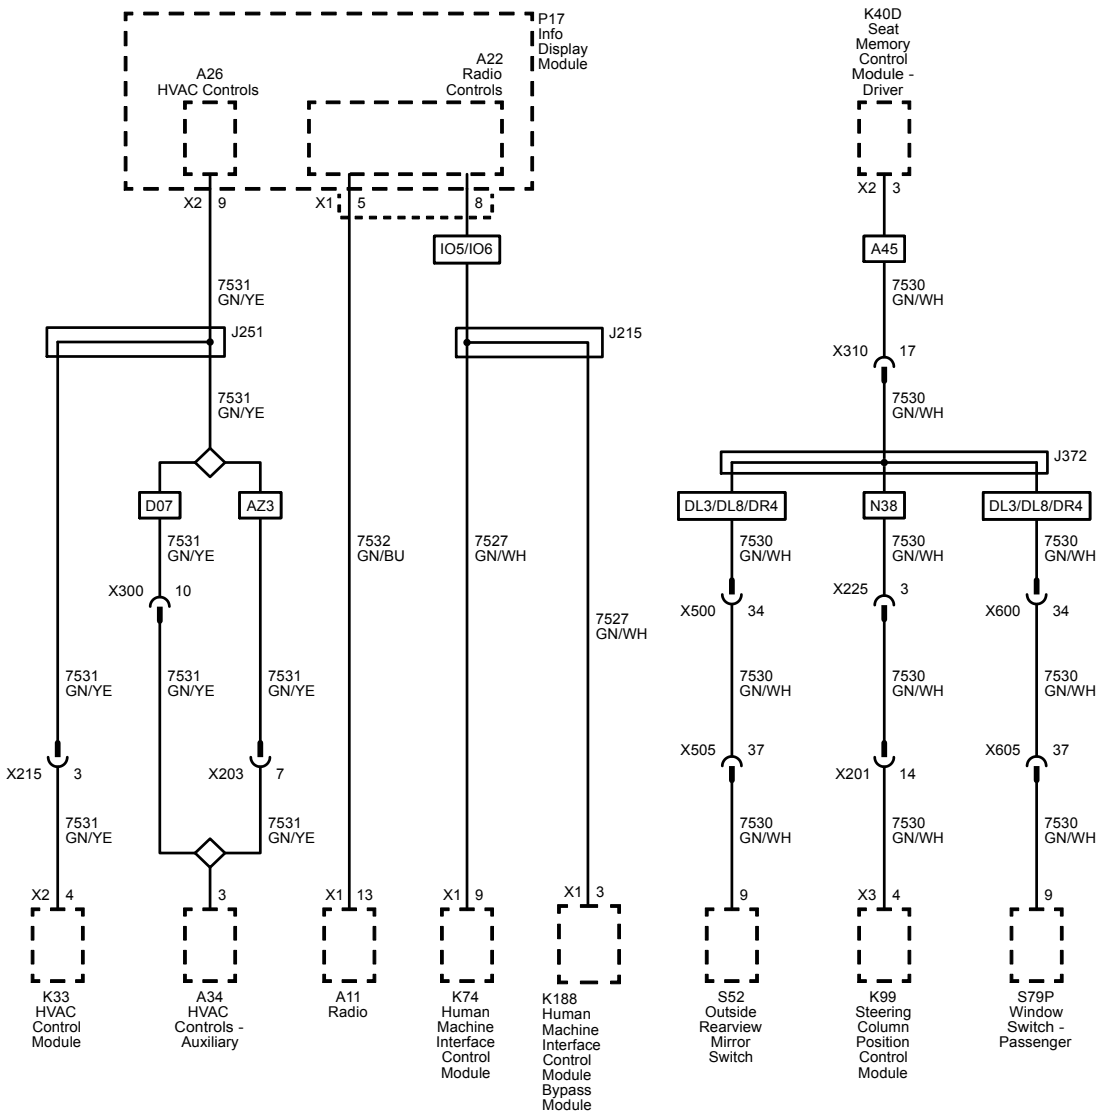 P17
Info
Display
Module
A26
HVAC Controls
A22
Radio
Controls
K40D
Seat
Memory
Control
Module -
Driver
X2 9
X1 5
8
X2 3
IO5/IO6
A45
7531
GN/YE
7530
GN/WH
J251
J215
X310 17
7531
GN/YE
7530
GN/WH
J372
D07
AZ3
DL3/DL8/DR4
N38
DL3/DL8/DR4
7531
GN/YE
7532
GN/BU
7527
GN/WH
7530
GN/WH
7530
GN/WH
7530
GN/WH
X300 10
X500 34
X225 3
X600 34
7527
GN/WH
7531
GN/YE
7531
GN/YE
7531
GN/YE
7530
GN/WH
7530
GN/WH
7530
GN/WH
X215 3
X203 7
X505 37
X201 14
X605 37
7531
GN/YE
7531
GN/YE
7530
GN/WH
7530
GN/WH
7530
GN/WH
X2 4
3
X1 13
X1 9
X1 3
9
X3 4
9
K33
HVAC
Control
Module
A34
HVAC
Controls -
Auxiliary
A11
Radio
K74
Human
Machine
Interface
Control
Module
K188
Human
Machine
Interface
Control
Module
Bypass
Module
S52
Outside
Rearview
Mirror
Switch
K99
Steering
Column
Position
Control
Module
S79P
Window
Switch -
Passenger